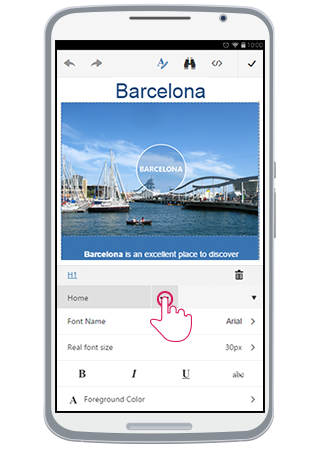 10:00
Barcelona
BARCELONA
Barcelona is an excellent place to discover
H1
Home
Font Name Arial
Real font size 30px
B I U abc
A Foreground Color